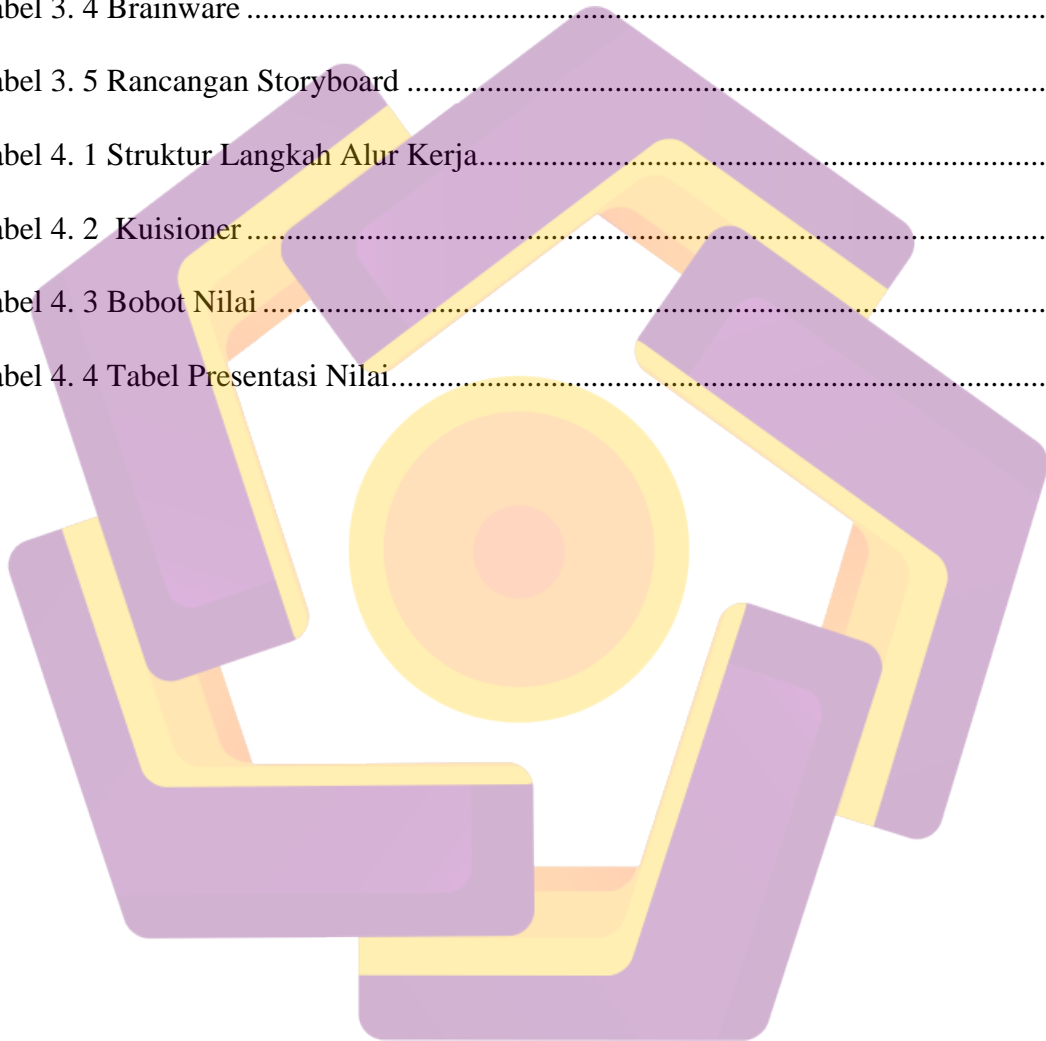 abel 3. 4 Brainware ....................................................................................................
abel 3. 5 Rancangan Storyboard ................................................................................
abel 4. 1 Struktur Langkah Alur Kerja.......................................................................
abel 4. 2  Kuisioner ....................................................................................................
abel 4. 3 Bobot Nilai ..................................................................................................
abel 4. 4 Tabel Presentasi Nilai..................................................................................